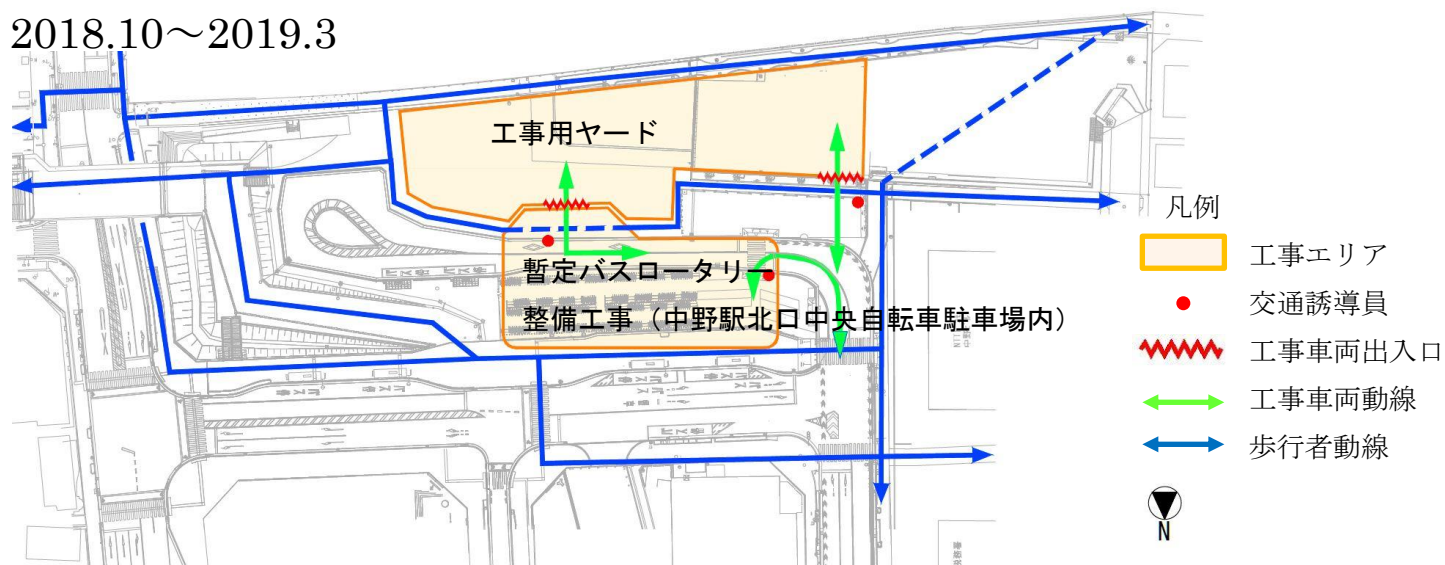 2018.10～2019.3
工事用ヤード
暫定バスロータリー
整備工事（中野駅北口中央自転車駐車場内）
凡例
工事エリア
交通誘導員
工事車両出入口
工事車両動線
歩行者動線
N